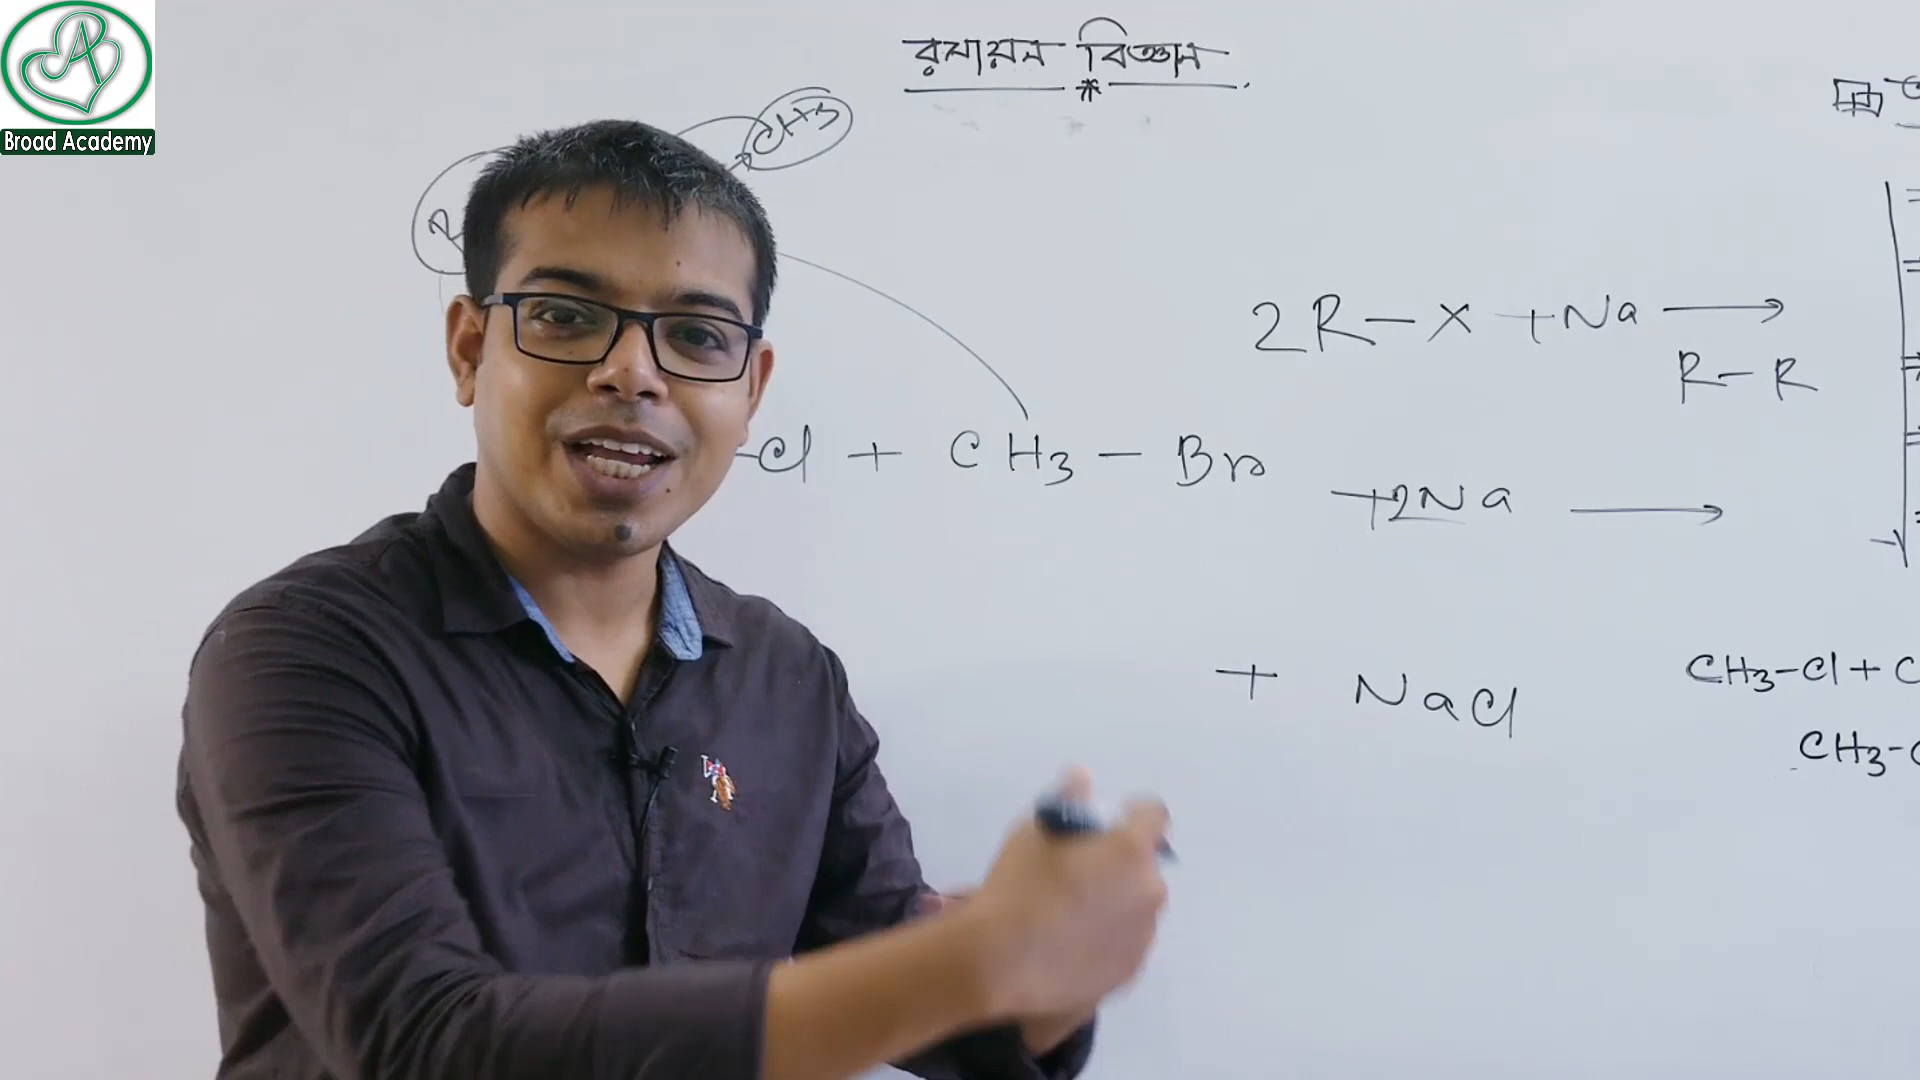 Broad Academy
রসায়ন বিজ্ঞান
CH3
R
2R-X +Na →
R-R
-Cl + CH3-Br +2Na →
+ NaCl
CH3-Cl + C
CH3-C